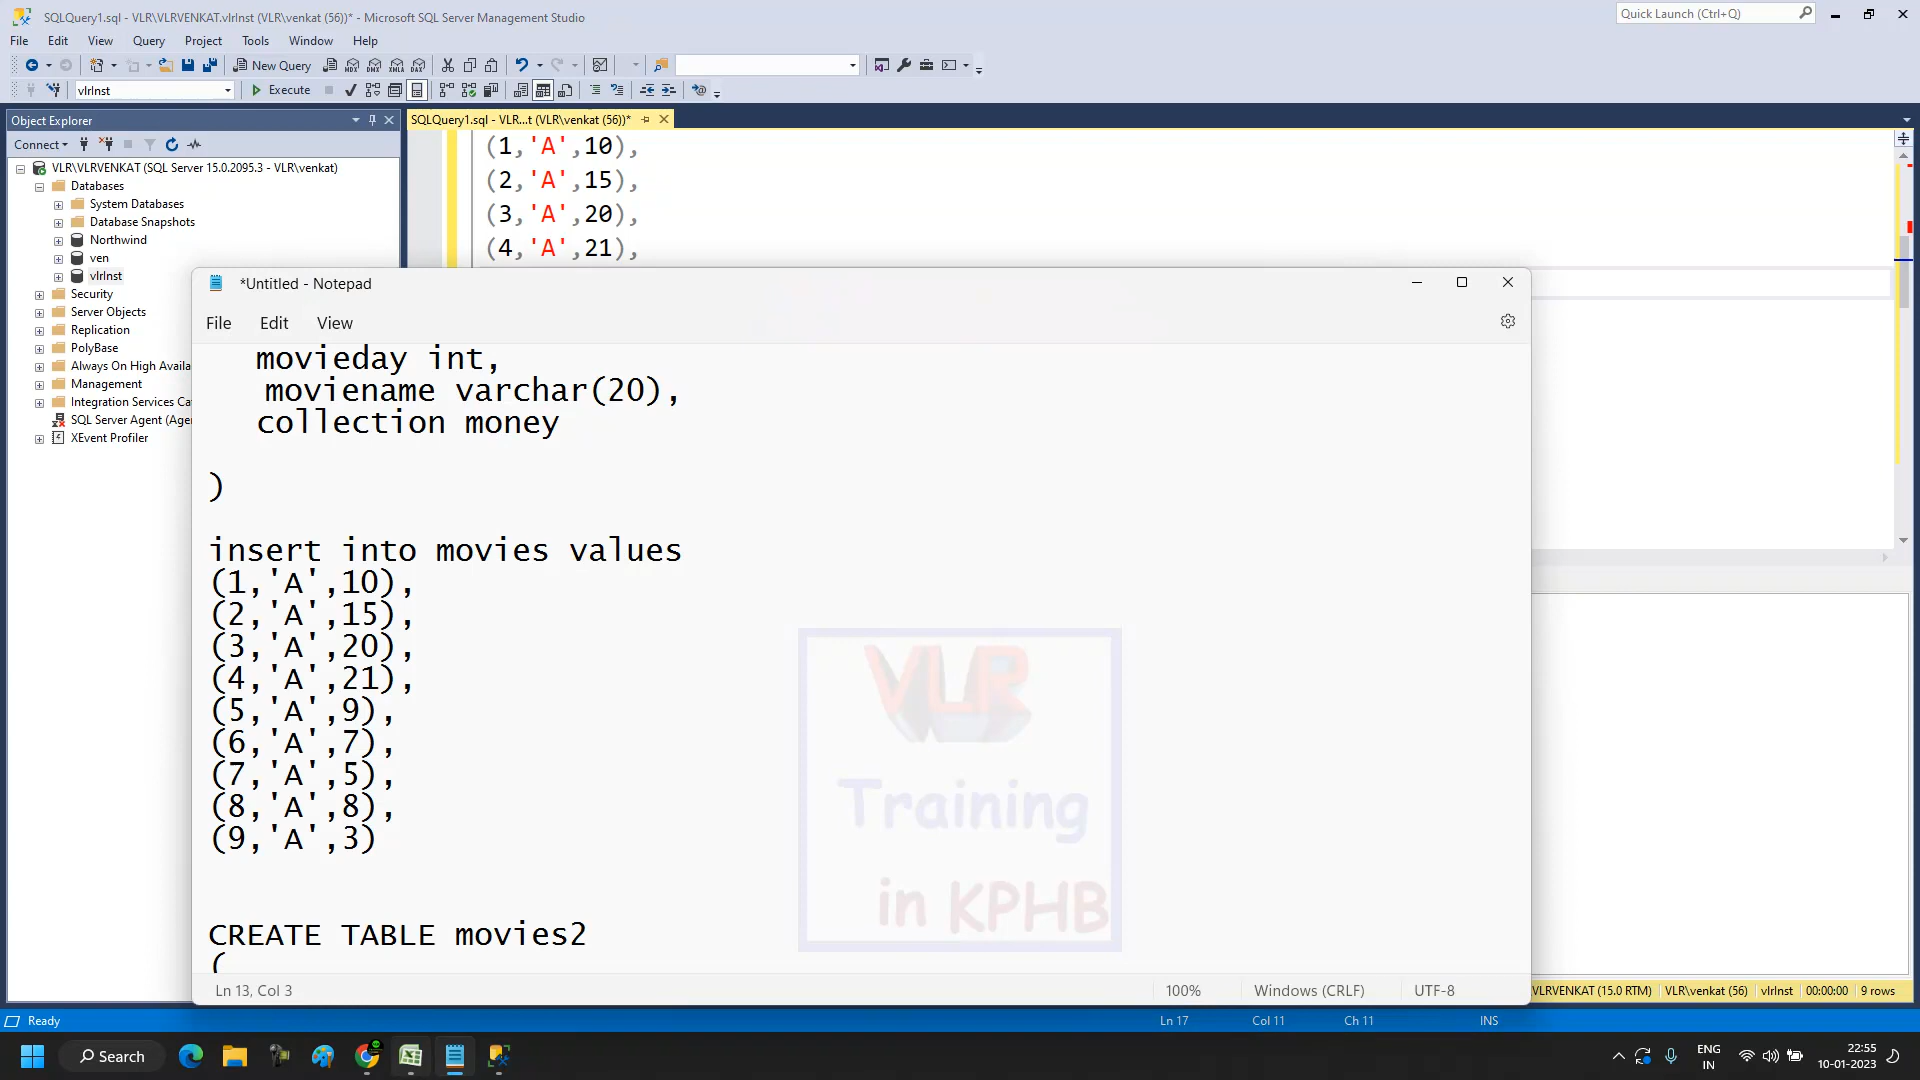 SQLQuery1.sql - VLR\VLRVENKAT.vlrInst (VLR\venkat (56))* - Microsoft SQL Server Management Studio
Quick Launch (Ctrl+Q)
File Edit View Query Project Tools Window Help
New Query
vlrInst
Execute
Object Explorer
SQLQuery1.sql - VLR...t (VLR\venkat (56))*
Connect
VLR\VLRVENKAT (SQL Server 15.0.2095.3 - VLR\venkat)
Databases
System Databases
Database Snapshots
Northwind
ven
vlrInst
Security
Server Objects
Replication
PolyBase
Always On High Availa
Management
Integration Services Ca
SQL Server Agent (Age
XEvent Profiler
(1,'A',10),
(2,'A',15),
(3,'A',20),
(4,'A',21),
*Untitled - Notepad
File Edit View
movieday int,
moviename varchar(20),
collection money
)
insert into movies values
(1,'A',10),
(2,'A',15),
(3,'A',20),
(4,'A',21),
(5,'A',9),
(6,'A',7),
(7,'A',5),
(8,'A',8),
(9,'A',3)
CREATE TABLE movies2
(
VLR
Training
in KPHB
Ln 13, Col 3
100%
Windows (CRLF)
UTF-8
VLRVENKAT (15.0 RTM) VLR\venkat (56) vlrInst 00:00:00 9 rows
Ready
Ln 17 Col 11 Ch 11 INS
Search
ENG
IN
22:55
10-01-2023